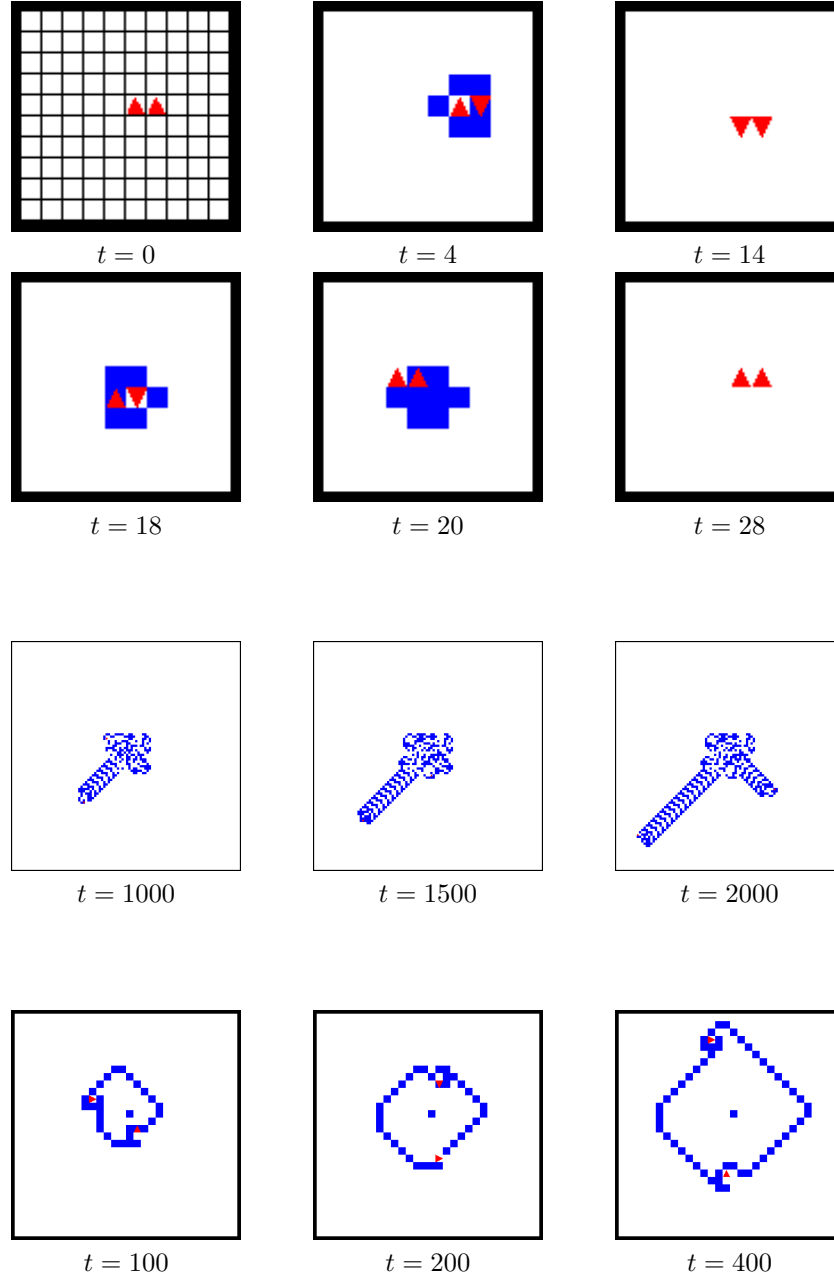 t = 0 t = 4 t = 14
t = 18 t = 20 t = 28
t = 1000 t = 1500 t = 2000
t = 100 t = 200 t = 400